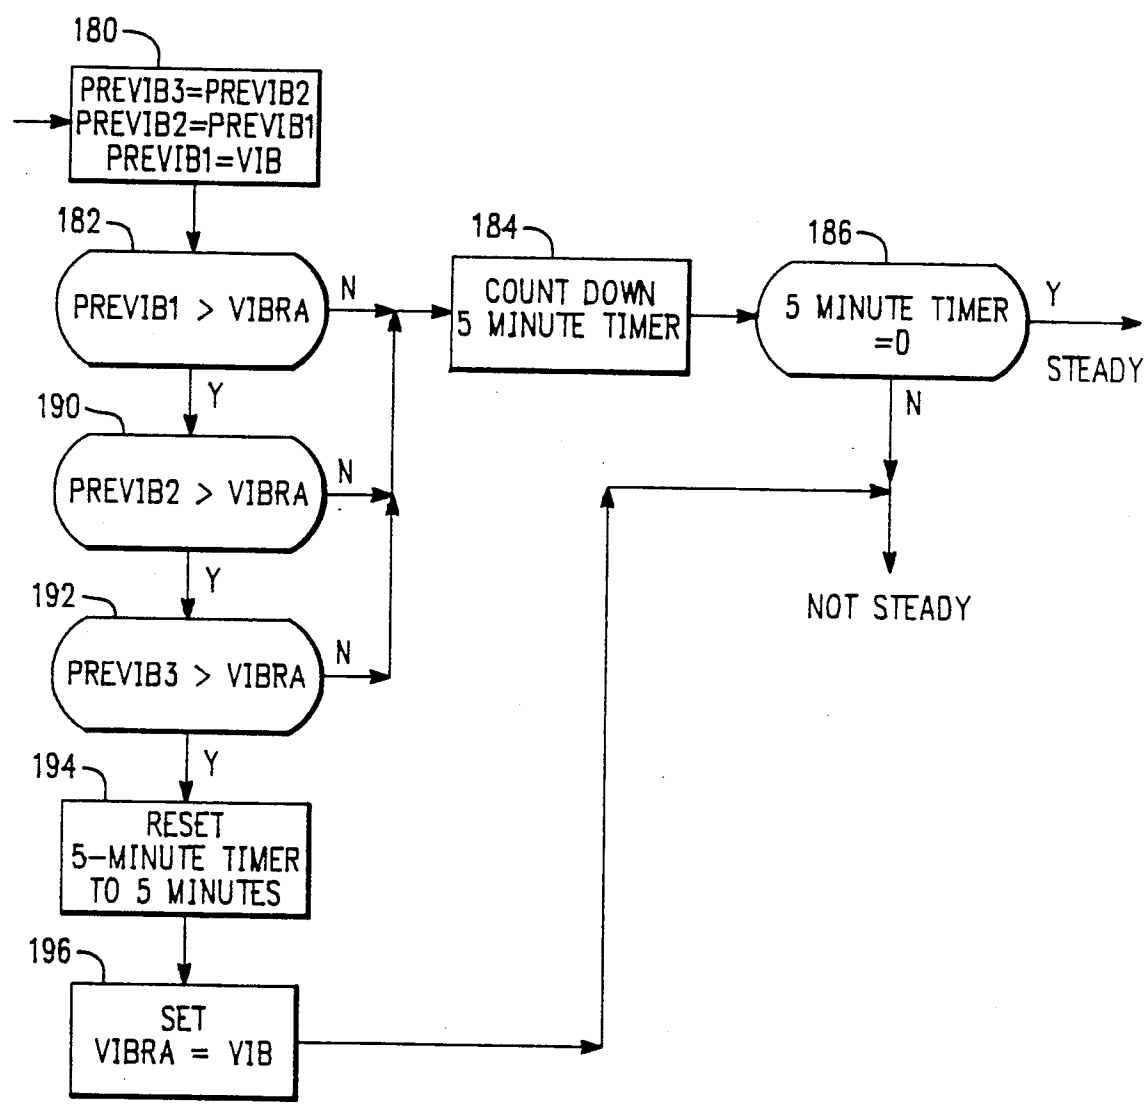 180
PREVIB3=PREVIB2
PREVIB2=PREVIB1
PREVIB1=VIB
182
PREVIB1 > VIBRA
N
Y
184
COUNT DOWN
5 MINUTE TIMER
186
5 MINUTE TIMER
=0
Y
STEADY
N
190
PREVIB2 > VIBRA
N
Y
NOT STEADY
192
PREVIB3 > VIBRA
N
Y
194
RESET
5-MINUTE TIMER
TO 5 MINUTES
196
SET
VIBRA = VIB